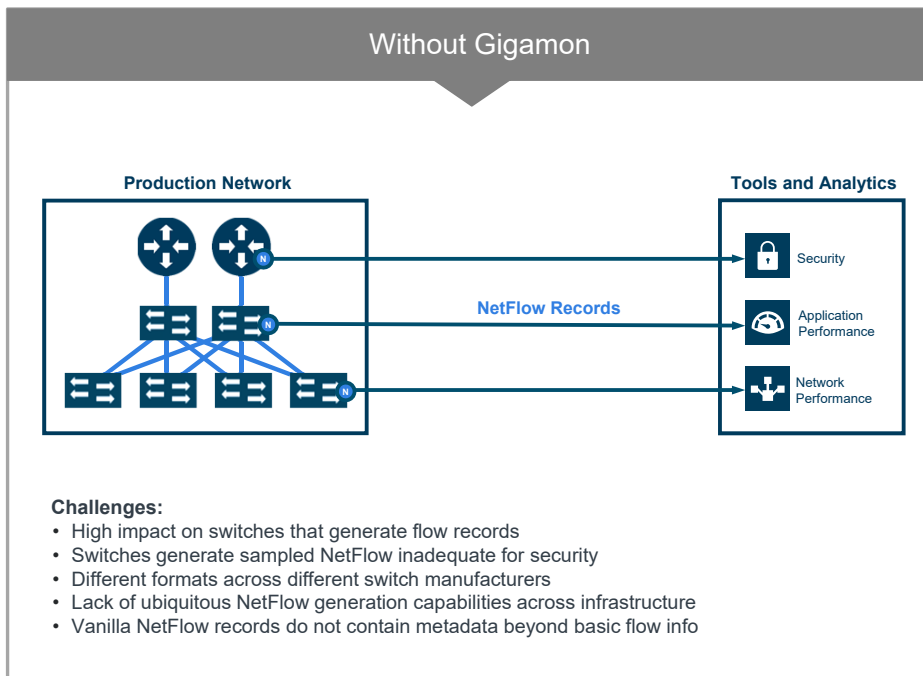 Without Gigamon
Production Network
Tools and Analytics
N
Security
NetFlow Records
N
Application
Performance
N
Network
Performance
Challenges:
• High impact on switches that generate flow records
• Switches generate sampled NetFlow inadequate for security
• Different formats across different switch manufacturers
• Lack of ubiquitous NetFlow generation capabilities across infrastructure
• Vanilla NetFlow records do not contain metadata beyond basic flow info